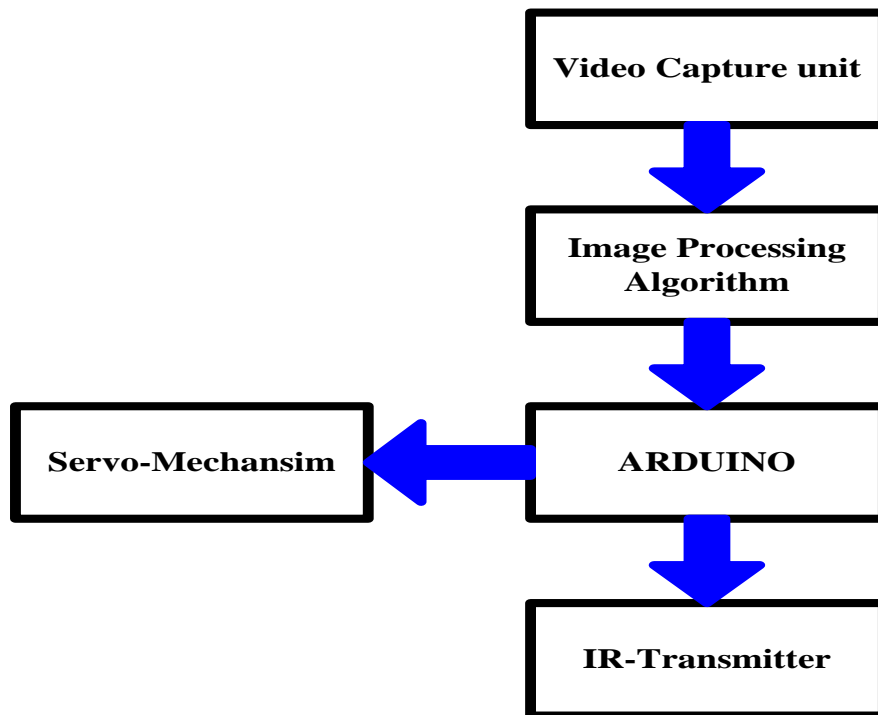 Video Capture unit
Image Processing
Algorithm
Servo-Mechansim
ARDUINO
IR-Transmitter